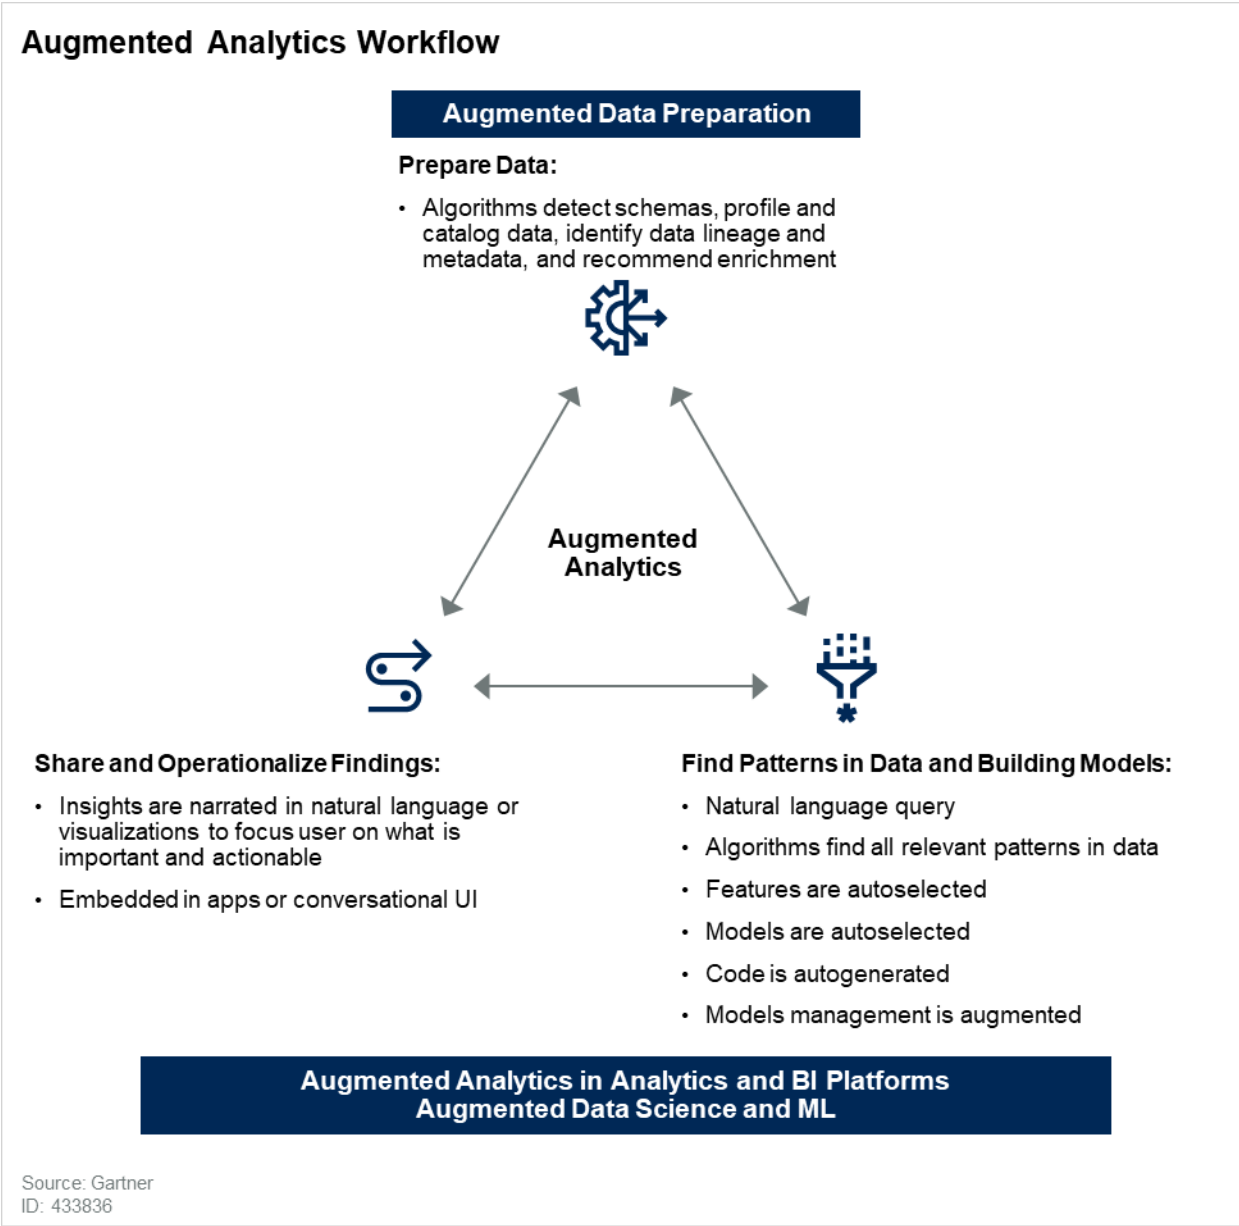 Augmented Analytics Workflow
Augmented Data Preparation
Prepare Data:
• Algorithms detect schemas, profile and
catalog data, identify data lineage and
metadata, and recommend enrichment
Augmented
Analytics
Share and Operationalize Findings:
• Insights are narrated in natural language or
visualizations to focus user on what is
important and actionable
• Embedded in apps or conversational UI
Find Patterns in Data and Building Models:
• Natural language query
• Algorithms find all relevant patterns in data
• Features are autoselected
• Models are autoselected
• Code is autogenerated
• Models management is augmented
Augmented Analytics in Analytics and BI Platforms
Augmented Data Science and ML
Source: Gartner
ID: 433836